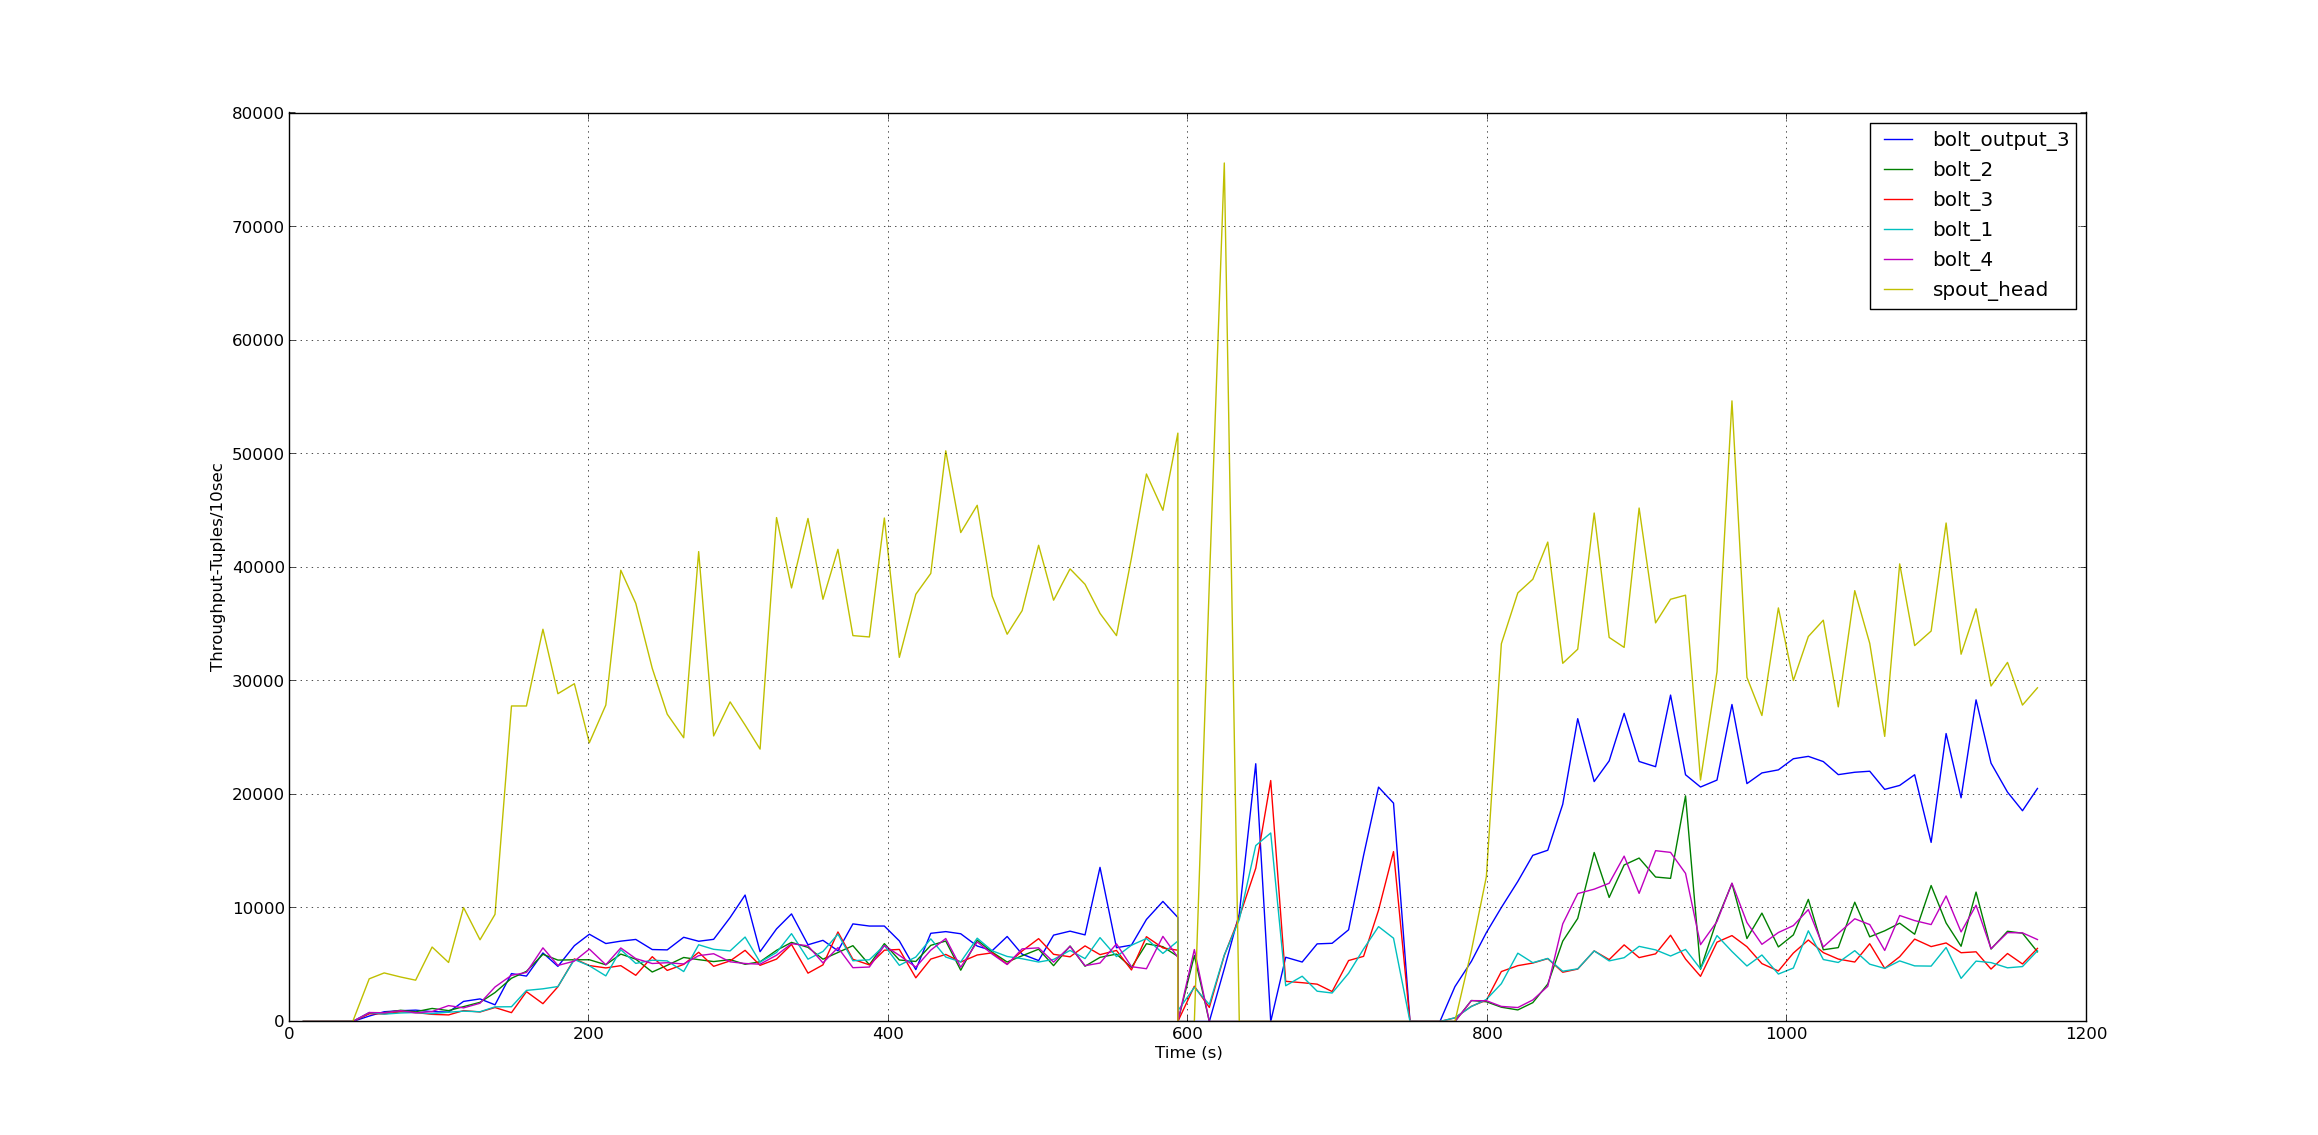 80000
70000
60000
50000
40000
30000
20000
10000
0
Throughput-Tuples/10sec
0 200 400 600 800 1000 1200
Time (s)
bolt_output_3
bolt_2
bolt_3
bolt_1
bolt_4
spout_head